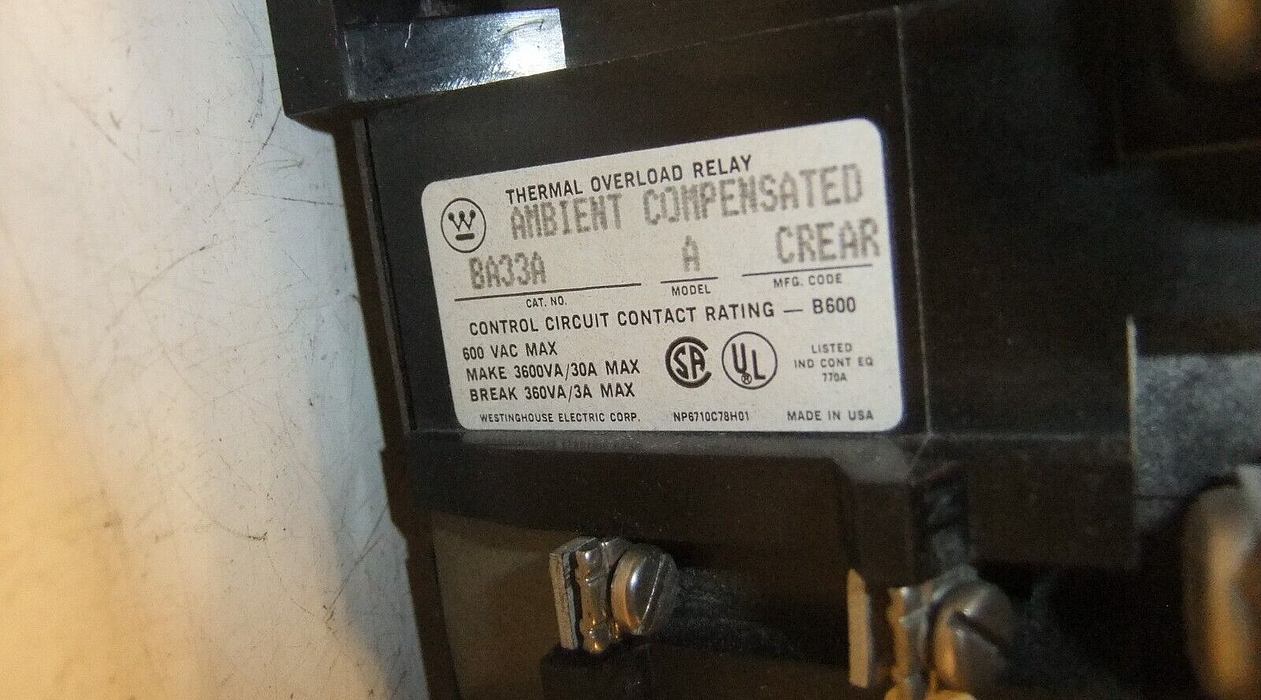 THERMAL OVERLOAD RELAY
AMBIENT COMPENSATED
W
BA33A A CREAR
CAT. NO. MODEL MFG. CODE
CONTROL CIRCUIT CONTACT RATING — B600
600 VAC MAX
MAKE 3600VA/30A MAX
BREAK 360VA/3A MAX
SA UL ®
LISTED
IND CONT EQ
770A
WESTINGHOUSE ELECTRIC CORP. NP6710C78H01 MADE IN USA